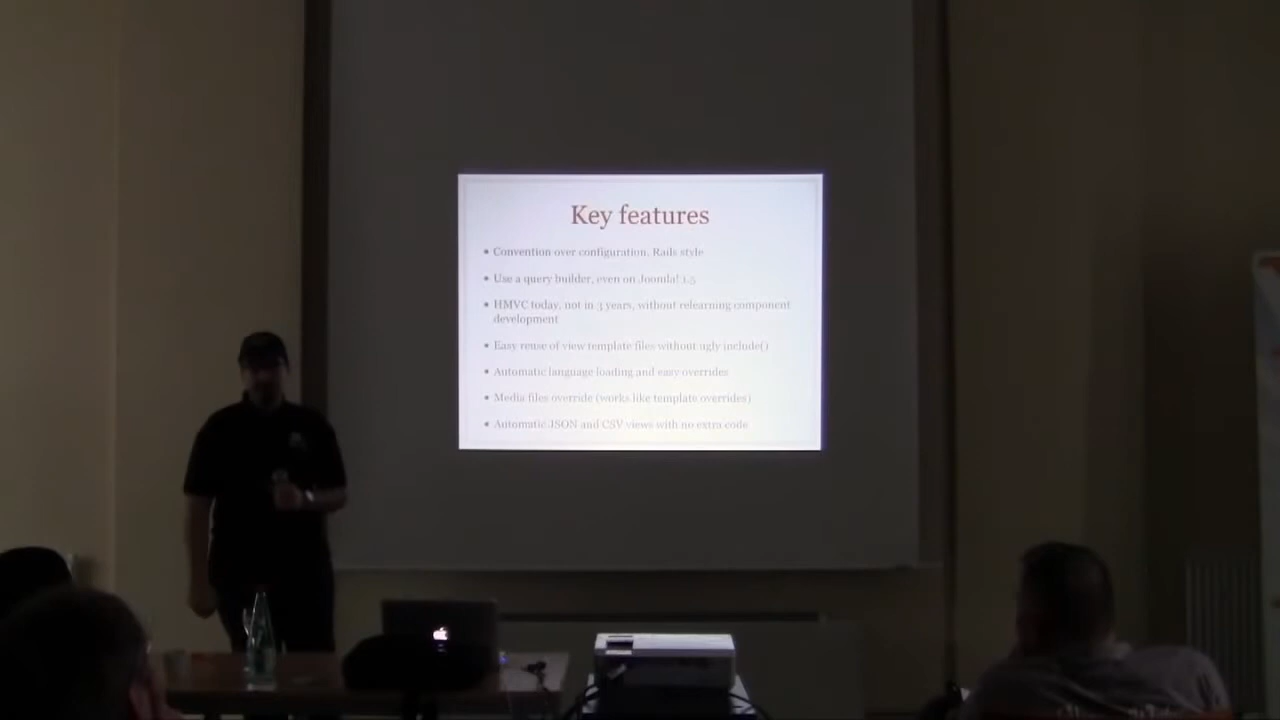 Key features
• Convention over configuration. Rails style
• Use a query builder, even on Joomla! 1.5
• HMVC today, not in 3 years, without relearning component
development
• Easy reuse of view template files without ugly include()
• Automatic language loading and easy overrides
• Media files override (works like template overrides)
• Automatic JSON and CSV views with no extra code